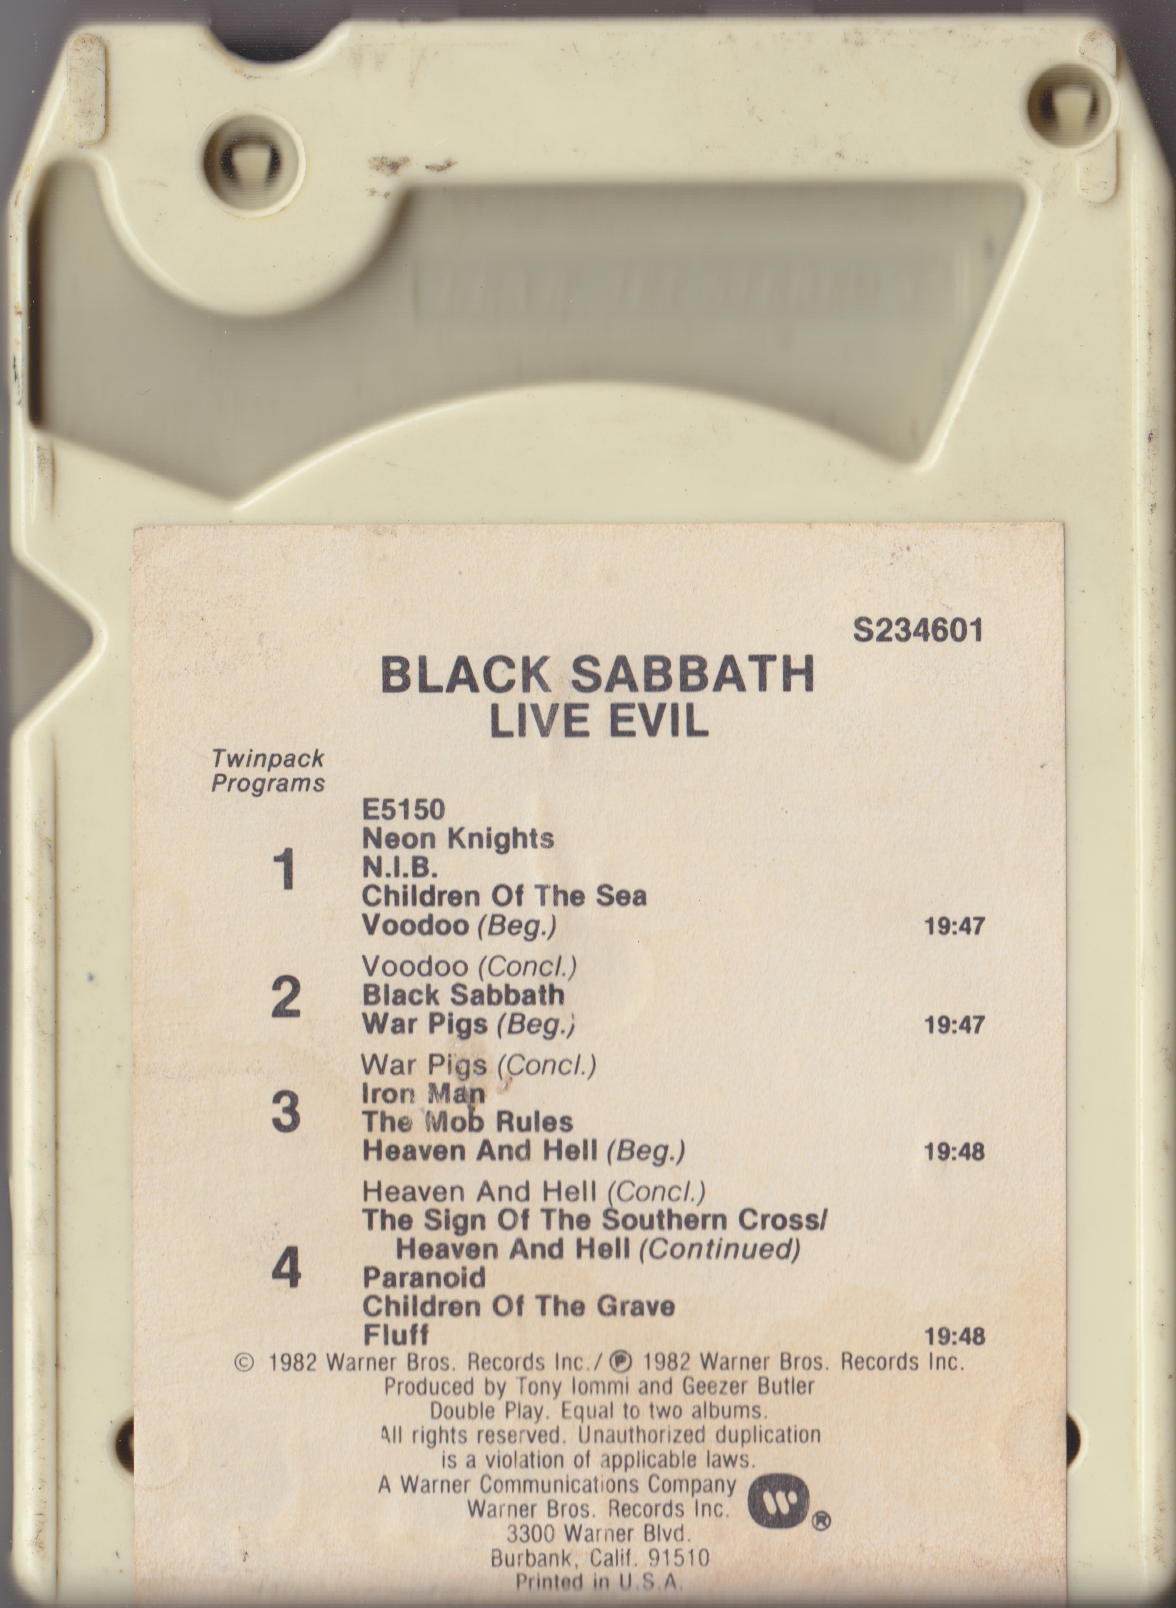 S234601
BLACK SABBATH
LIVE EVIL
Twinpack
Programs
1
E5150
Neon Knights
N.I.B.
Children Of The Sea
Voodoo (Beg.) 19:47
2
Voodoo (Concl.)
Black Sabbath
War Pigs (Beg.) 19:47
3
War Pigs (Concl.)
Iron Man
The Mob Rules
Heaven And Hell (Beg.) 19:48
4
Heaven And Hell (Concl.)
The Sign Of The Southern Cross/
Heaven And Hell (Continued)
Paranoid
Children Of The Grave
Fluff 19:48
© 1982 Warner Bros. Records Inc./ ℗ 1982 Warner Bros. Records Inc.
Produced by Tony Iommi and Geezer Butler
Double Play. Equal to two albums.
All rights reserved. Unauthorized duplication
is a violation of applicable laws.
A Warner Communications Company
Warner Bros. Records Inc. ®
3300 Warner Blvd.
Burbank, Calif. 91510
Printed in U.S.A.